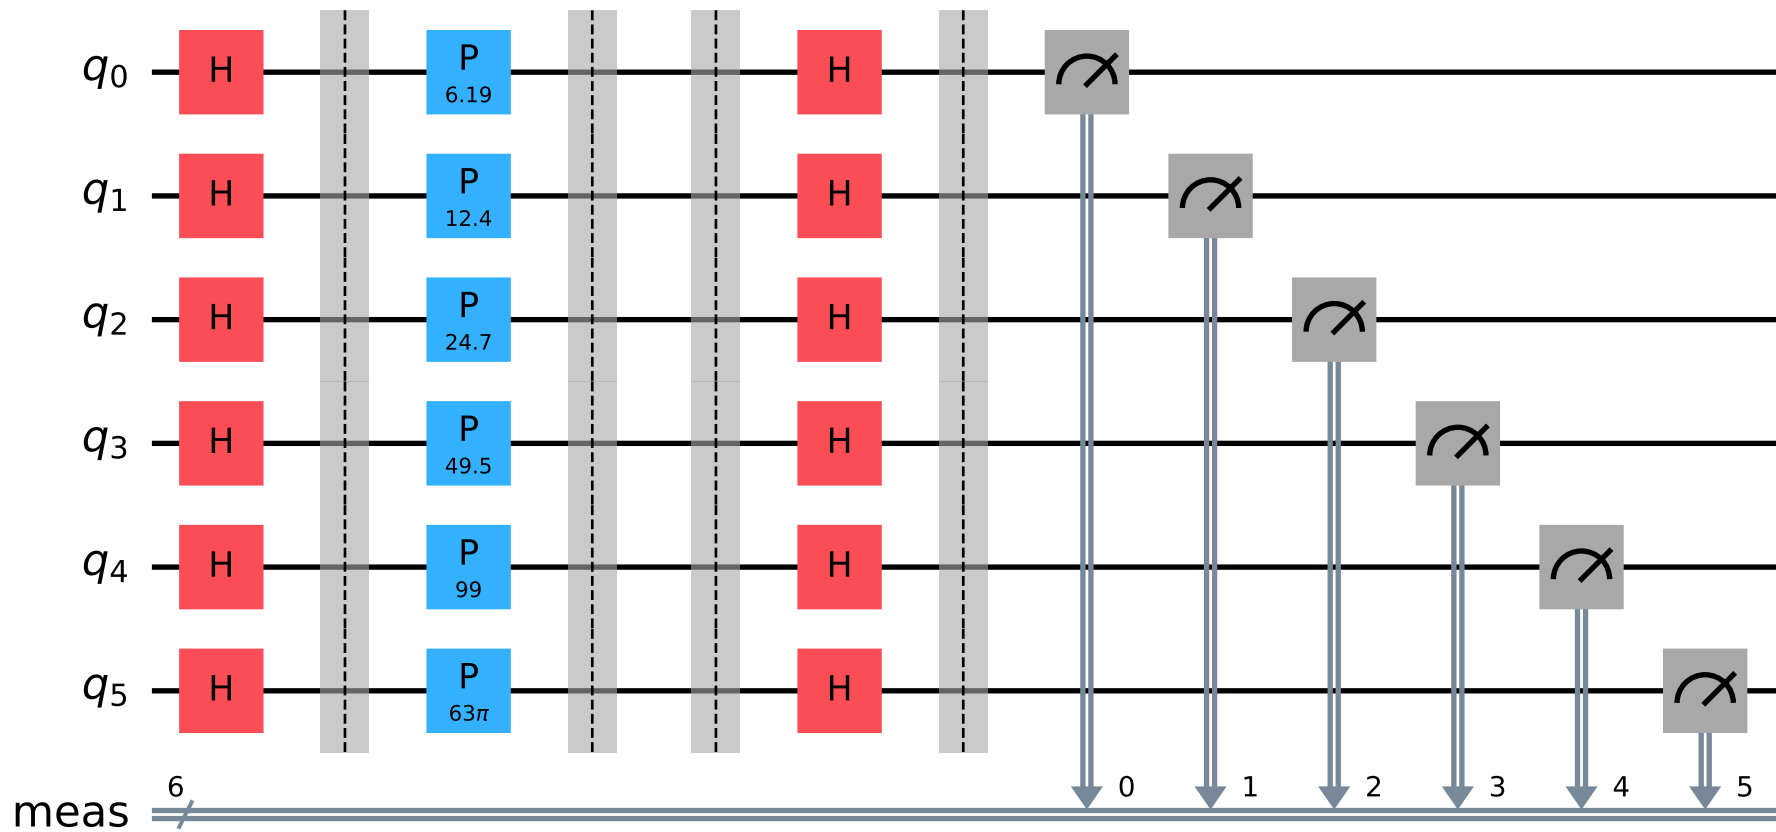 q0 H P 6.19 H
q1 H P 12.4 H
q2 H P 24.7 H
q3 H P 49.5 H
q4 H P 99 H
q5 H P 63π H
6 0 1 2 3 4 5
meas